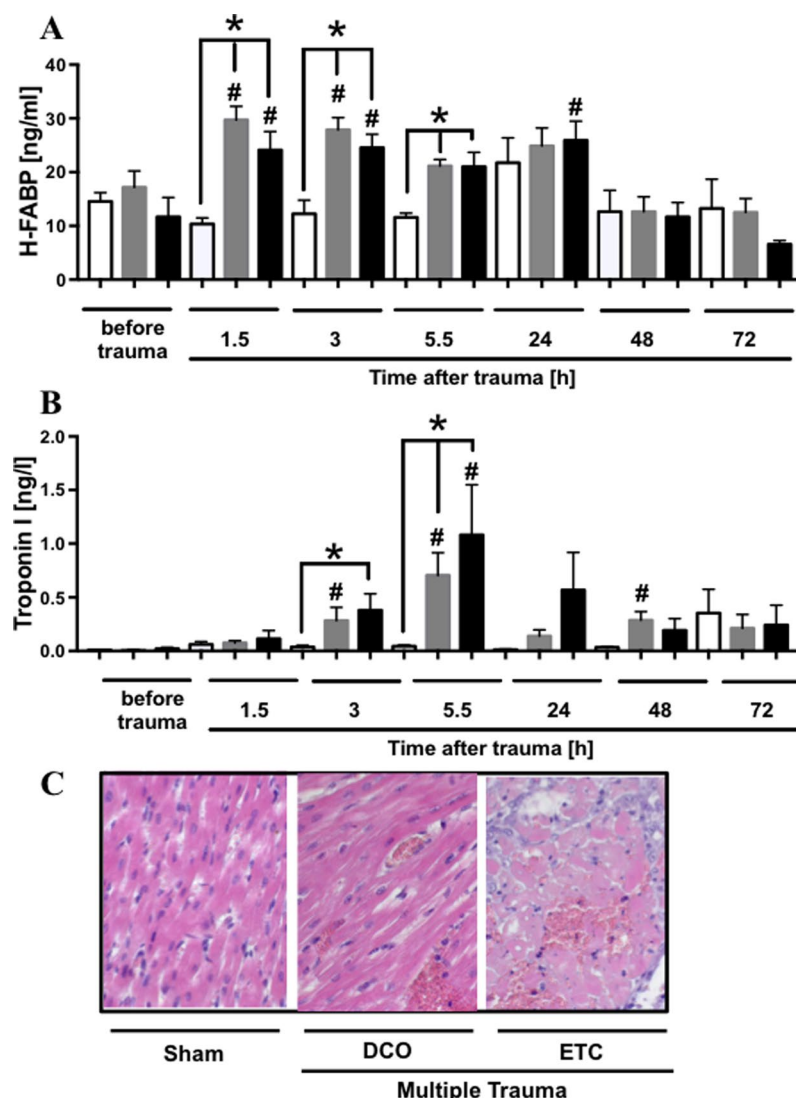 A
* *
# # # # * #
H-FABP [ng/ml]
40
30
20
10
0
before trauma
1.5 3 5.5 24 48 72
Time after trauma [h]
B
*
* # # # # #
Troponin I [ng/l]
2.0
1.5
1.0
0.5
0.0
before trauma
1.5 3 5.5 24 48 72
Time after trauma [h]
C
Sham DCO ETC
Multiple Trauma